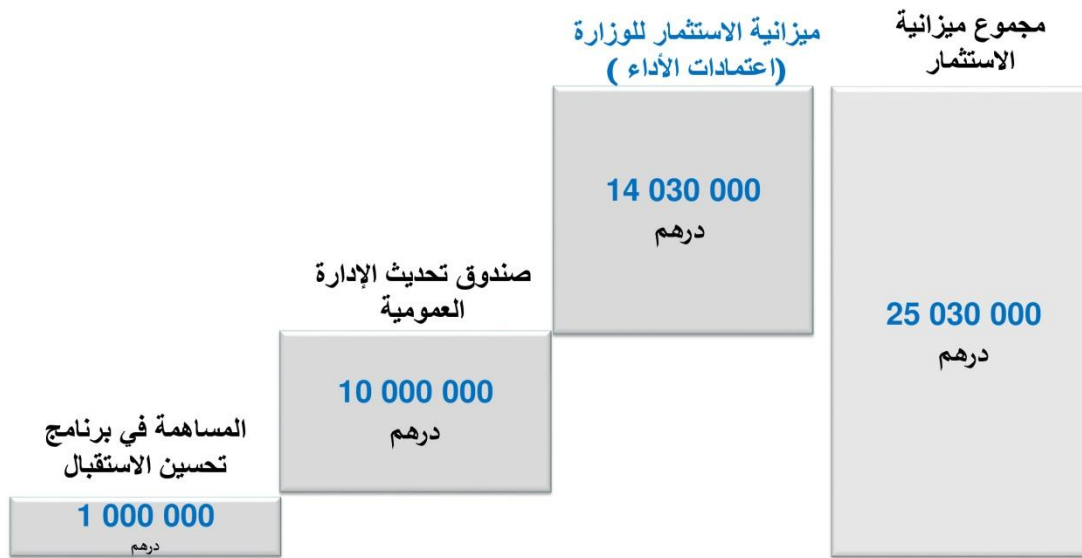 مجموع ميزانية
الاستثمار
25 030 000
درهم
ميزانية الاستثمار للوزارة
(اعتمادات الأداء )
14 030 000
درهم
صندوق تحديث الإدارة
العمومية
10 000 000
درهم
المساهمة في برنامج
تحسين الاستقبال
1 000 000
درهم